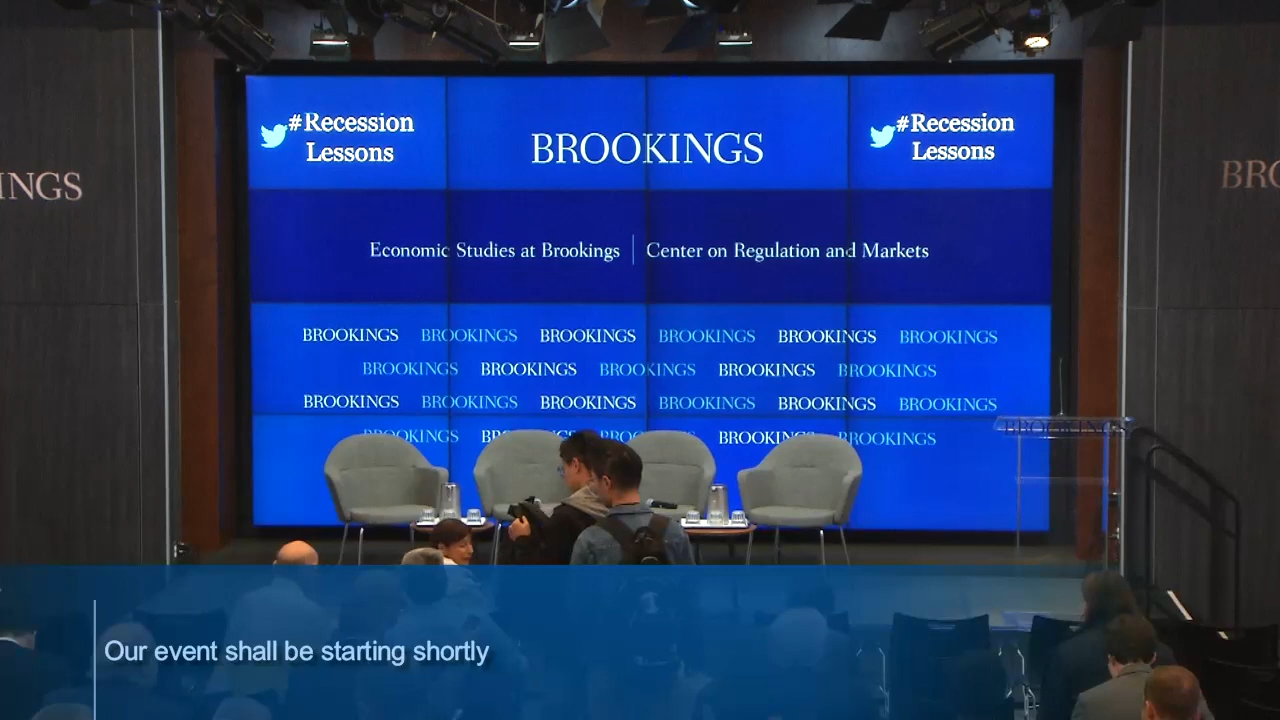 #Recession
Lessons
BROOKINGS
#Recession
Lessons
INGS
BRO
Economic Studies at Brookings | Center on Regulation and Markets
BROOKINGS BROOKINGS BROOKINGS BROOKINGS BROOKINGS BROOKINGS
BROOKINGS BROOKINGS BROOKINGS BROOKINGS BROOKINGS
BROOKINGS BROOKINGS BROOKINGS BROOKINGS BROOKINGS BROOKINGS
BROOKINGS BROOKINGS BROOKINGS
BROOKINGS
Our event shall be starting shortly